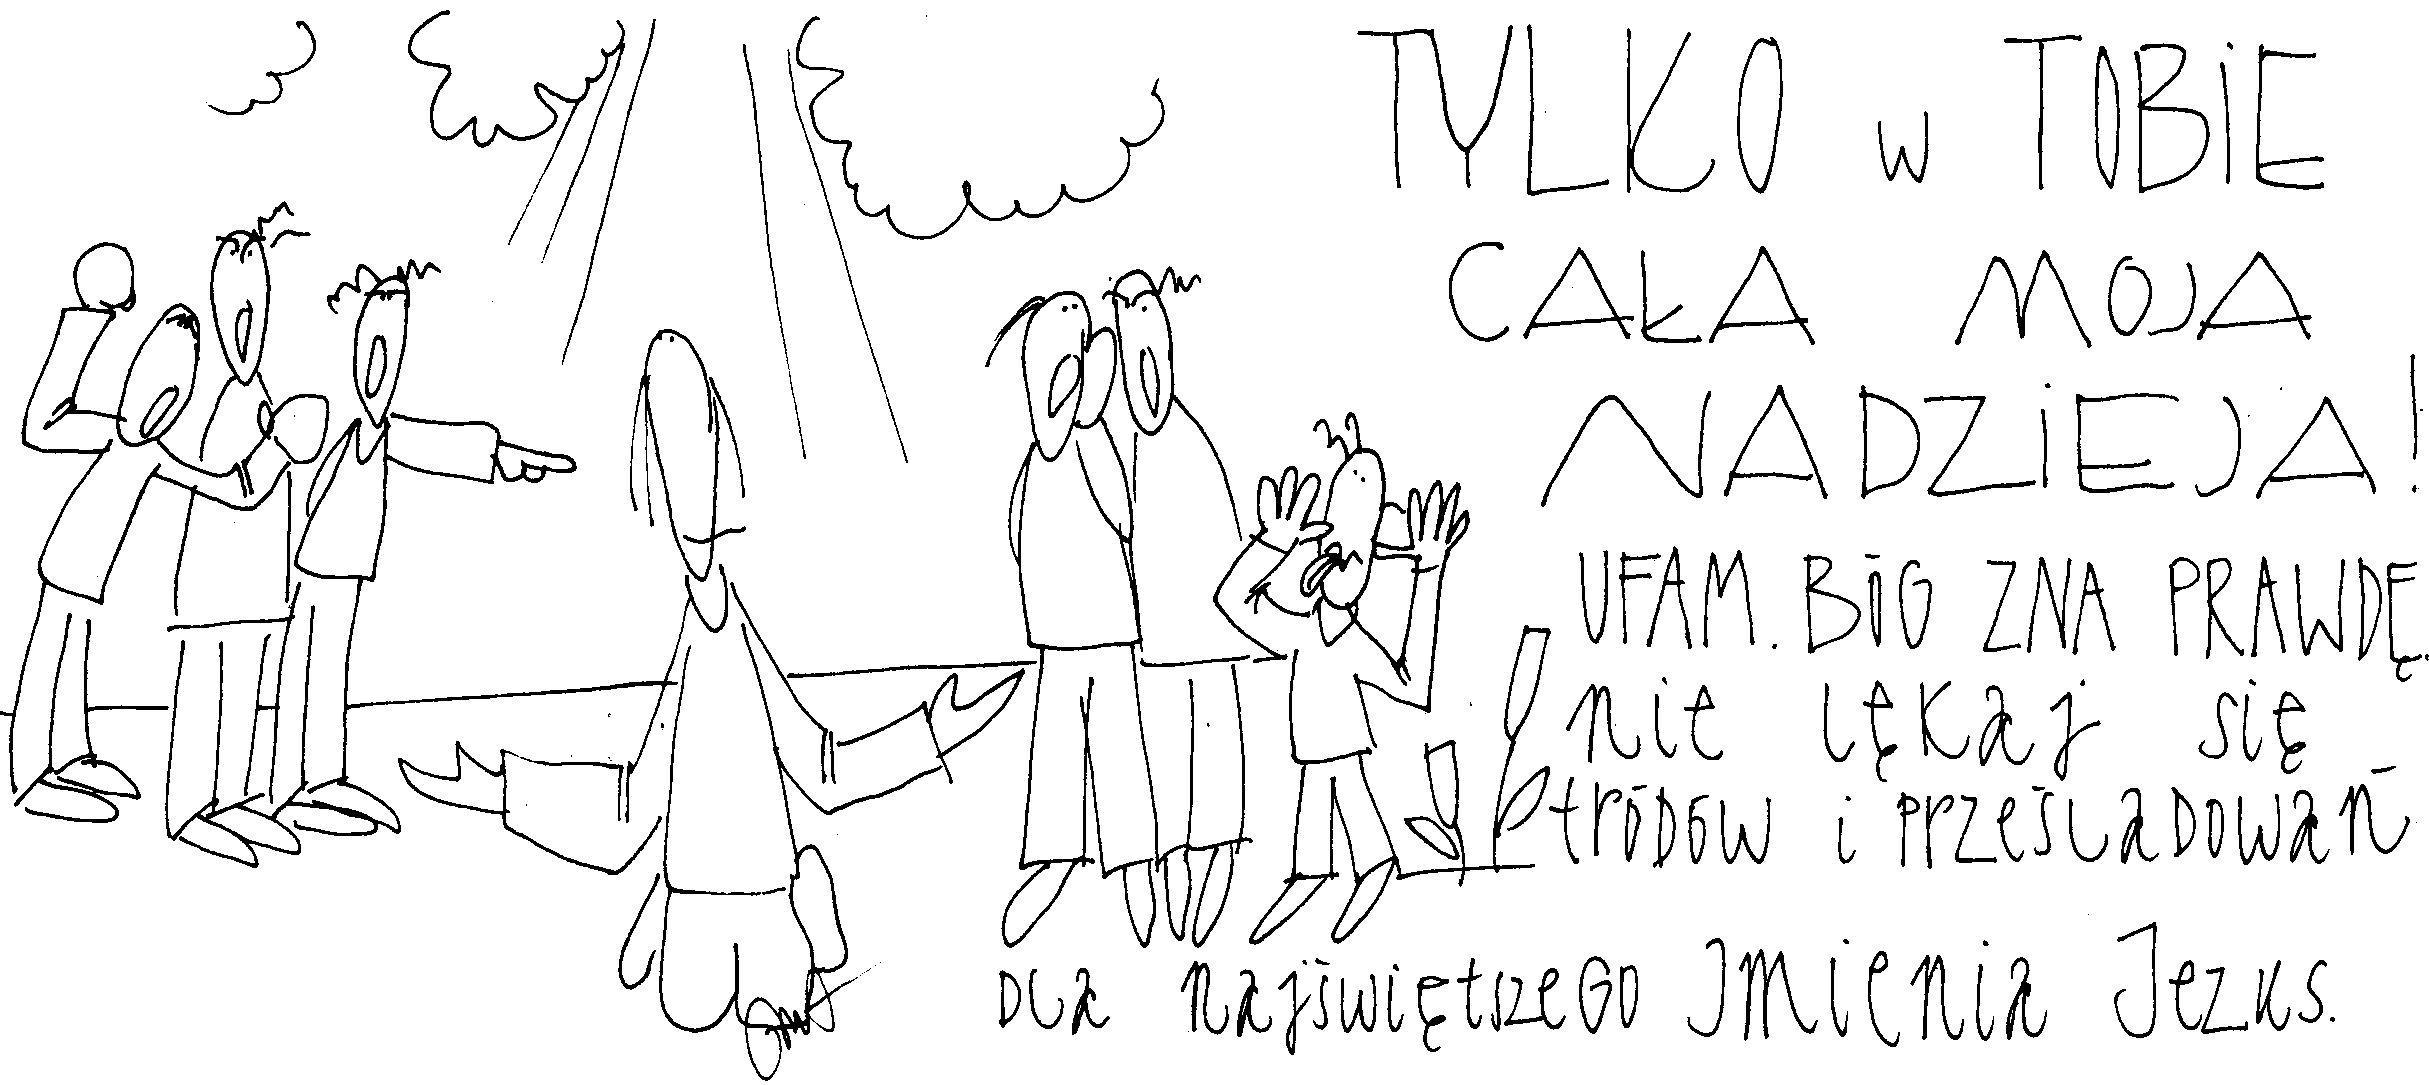 TYLKO w TOBIE
CAŁA MOJA
NADZIEJA!
UFAM. BÓG ZNA PRAWDĘ.
nie lękaj się
trudów i prześladowań
dla najświętszego Imienia Jezus.